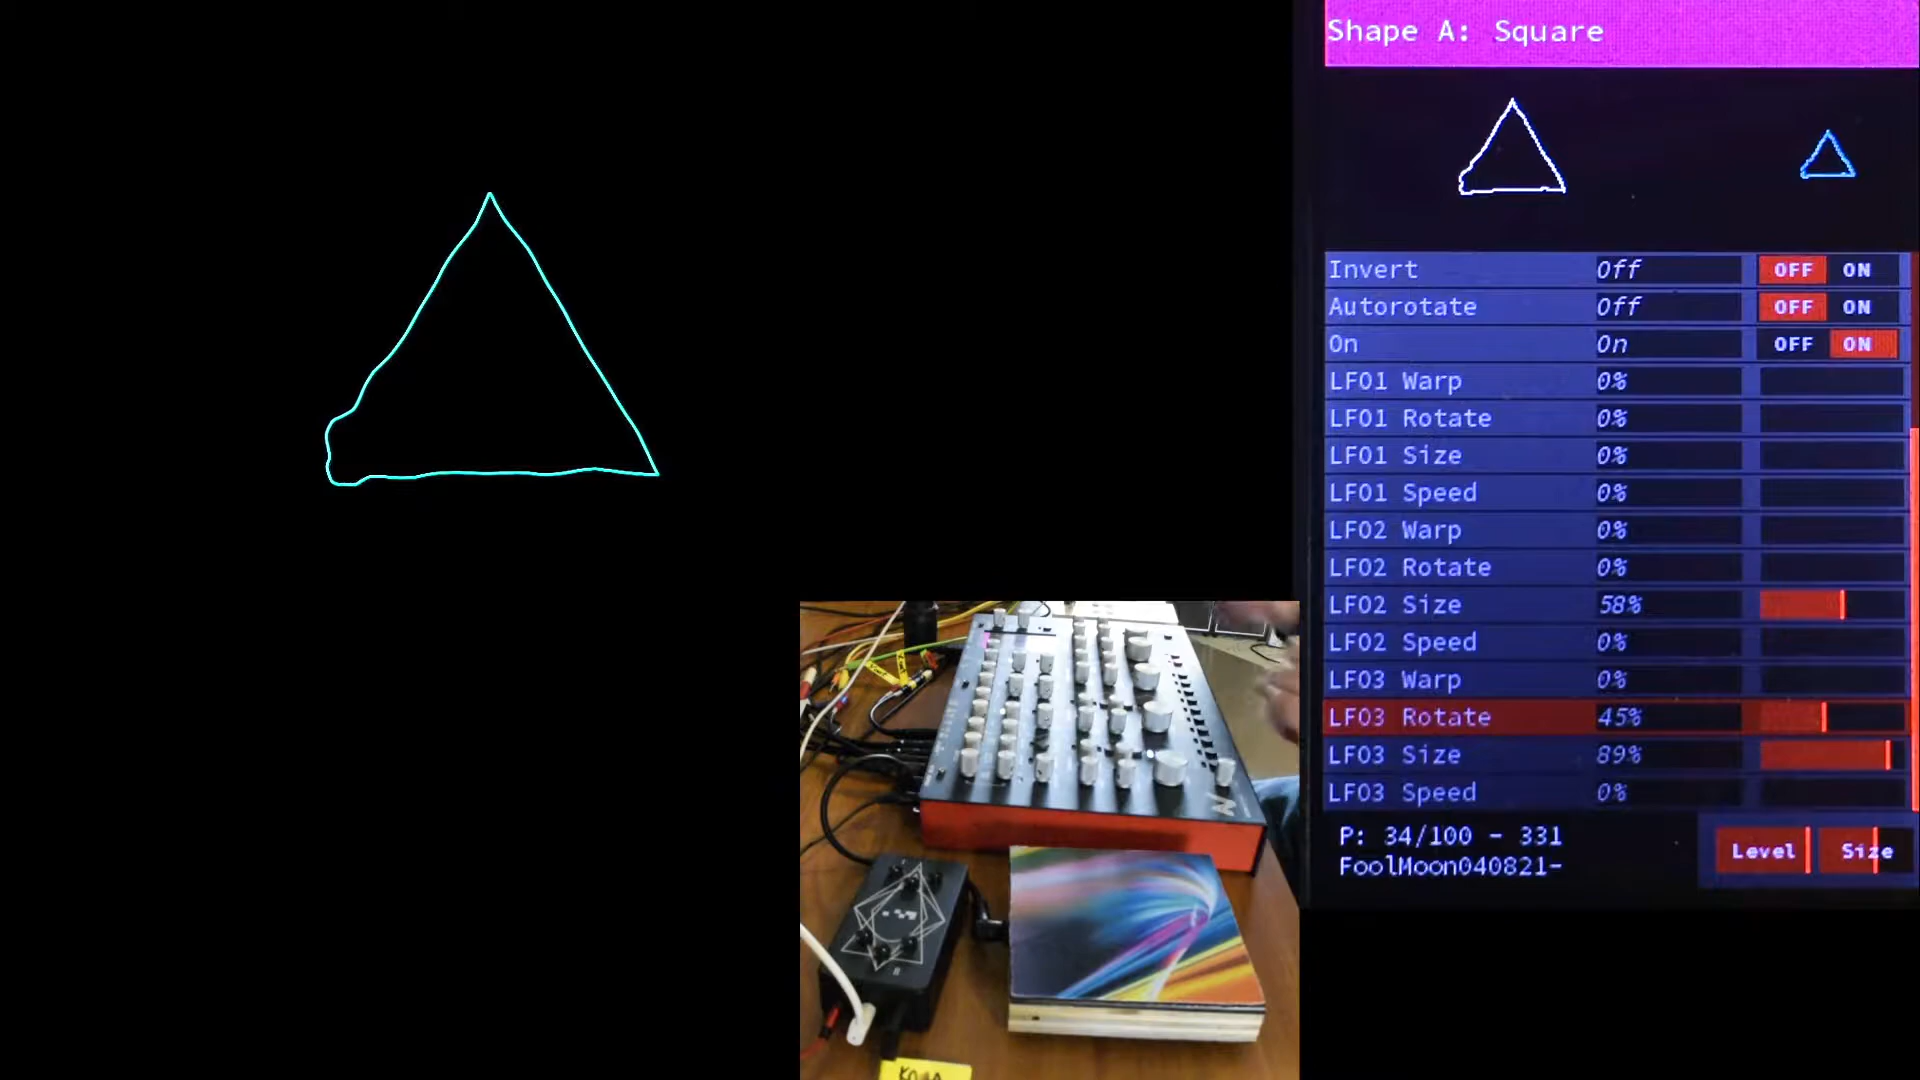 Shape A: Square
Invert Off OFF ON
Autorotate Off OFF ON
On On OFF ON
LFO1 Warp 0%
LFO1 Rotate 0%
LFO1 Size 0%
LFO1 Speed 0%
LFO2 Warp 0%
LFO2 Rotate 0%
LFO2 Size 58%
LFO2 Speed 0%
LFO3 Warp 0%
LFO3 Rotate 45%
LFO3 Size 89%
LFO3 Speed 0%
P: 34/100 - 331
FoolMoon040821-
Level Size